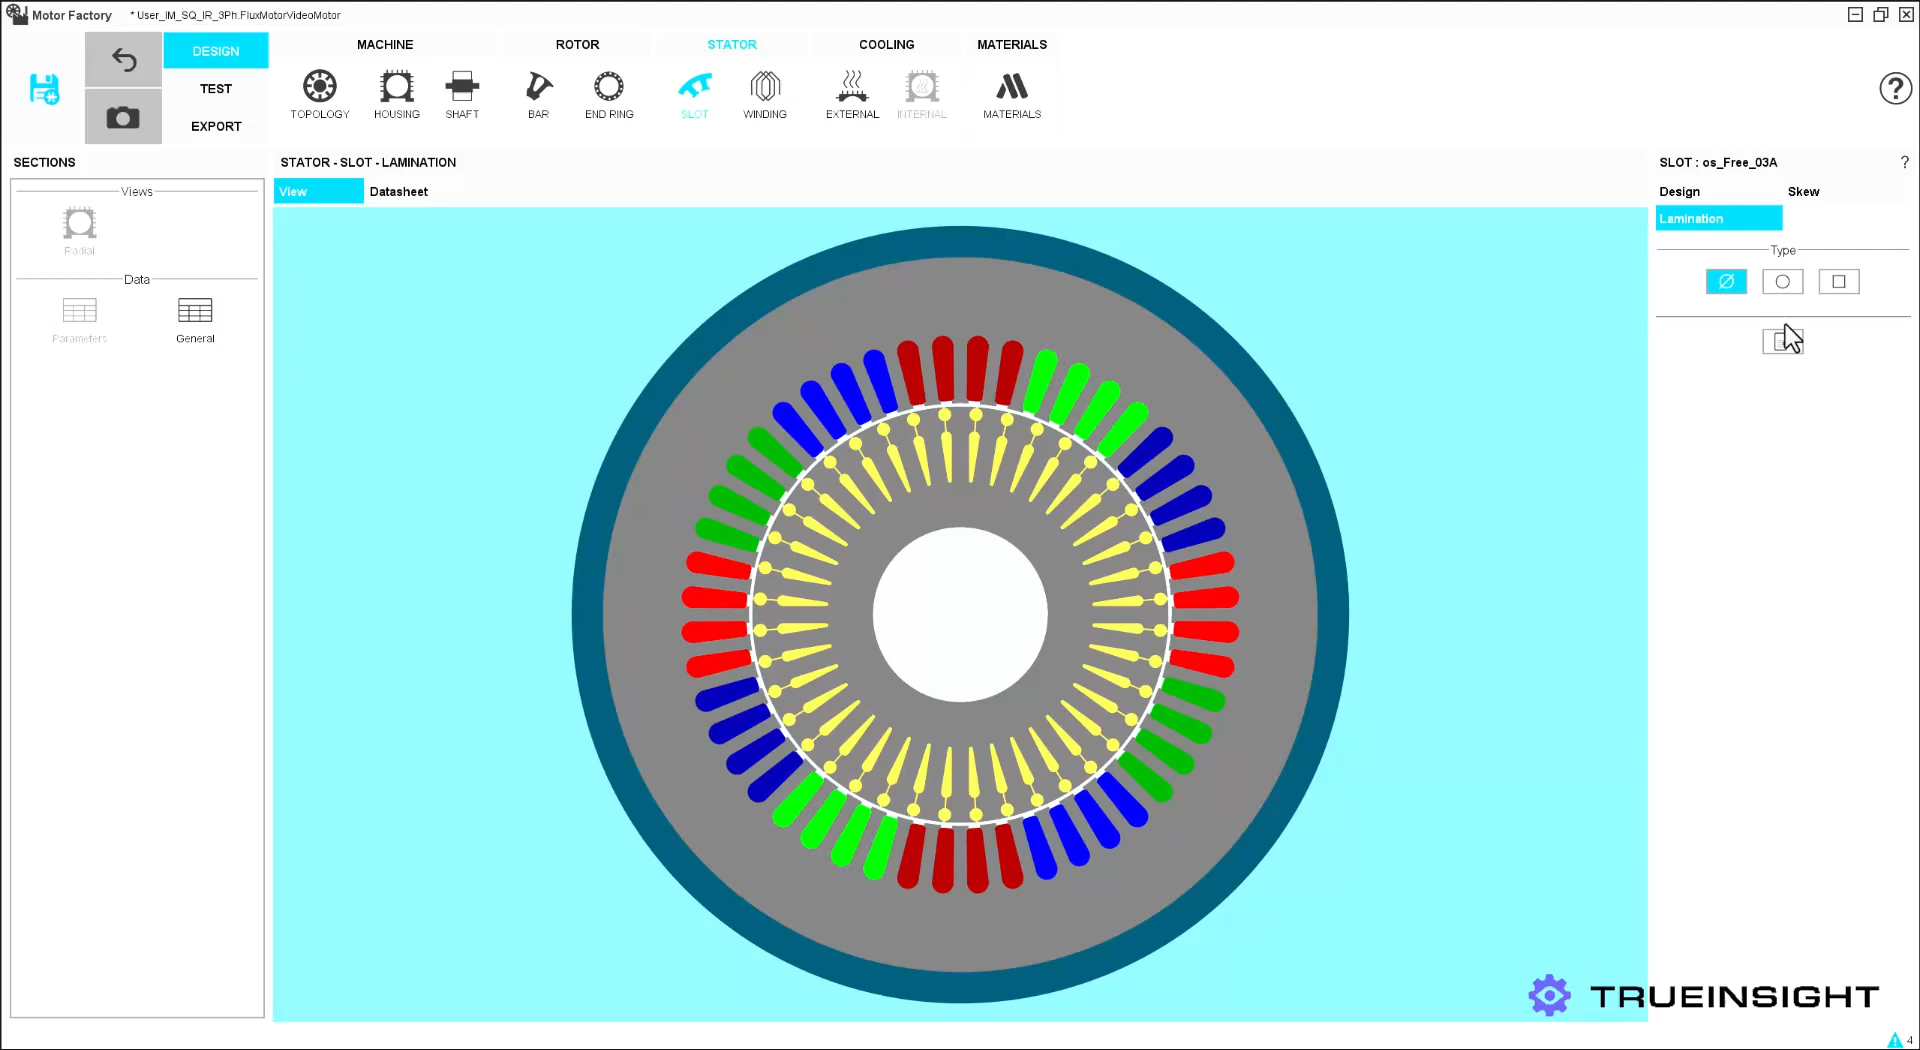 Motor Factory
* User_IM_SQ_IR_3Ph.FluxMotorVideoMotor
DESIGN
TEST
EXPORT
MACHINE
ROTOR
STATOR
COOLING
MATERIALS
TOPOLOGY
HOUSING
SHAFT
BAR
END RING
SLOT
WINDING
EXTERNAL
INTERNAL
MATERIALS
?
SECTIONS
Views
Radial
Data
Parameters
General
STATOR - SLOT - LAMINATION
View
Datasheet
SLOT : os_Free_03A
?
Design
Skew
Lamination
Type
TRUEINSIGHT
4